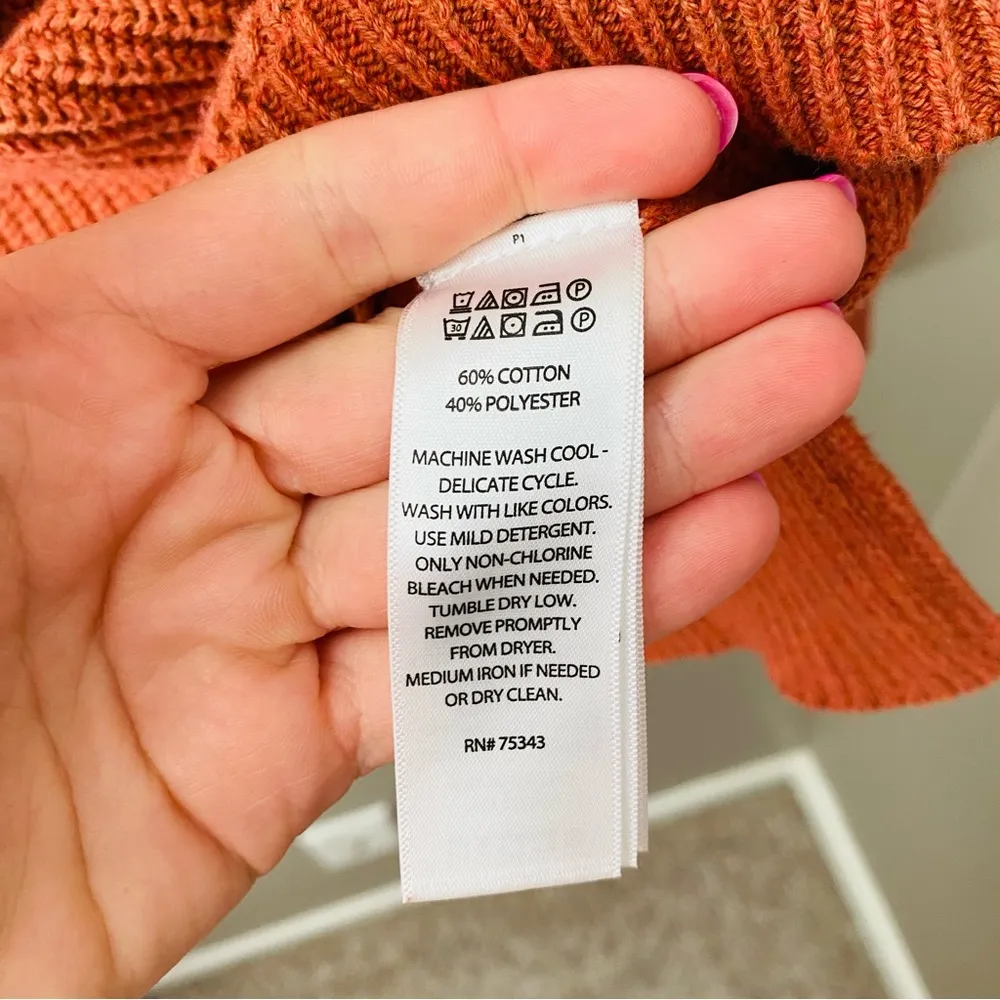 P1
P
30 P
60% COTTON
40% POLYESTER
MACHINE WASH COOL -
DELICATE CYCLE.
WASH WITH LIKE COLORS.
USE MILD DETERGENT.
ONLY NON-CHLORINE
BLEACH WHEN NEEDED.
TUMBLE DRY LOW.
REMOVE PROMPTLY
FROM DRYER.
MEDIUM IRON IF NEEDED
OR DRY CLEAN.
RN# 75343